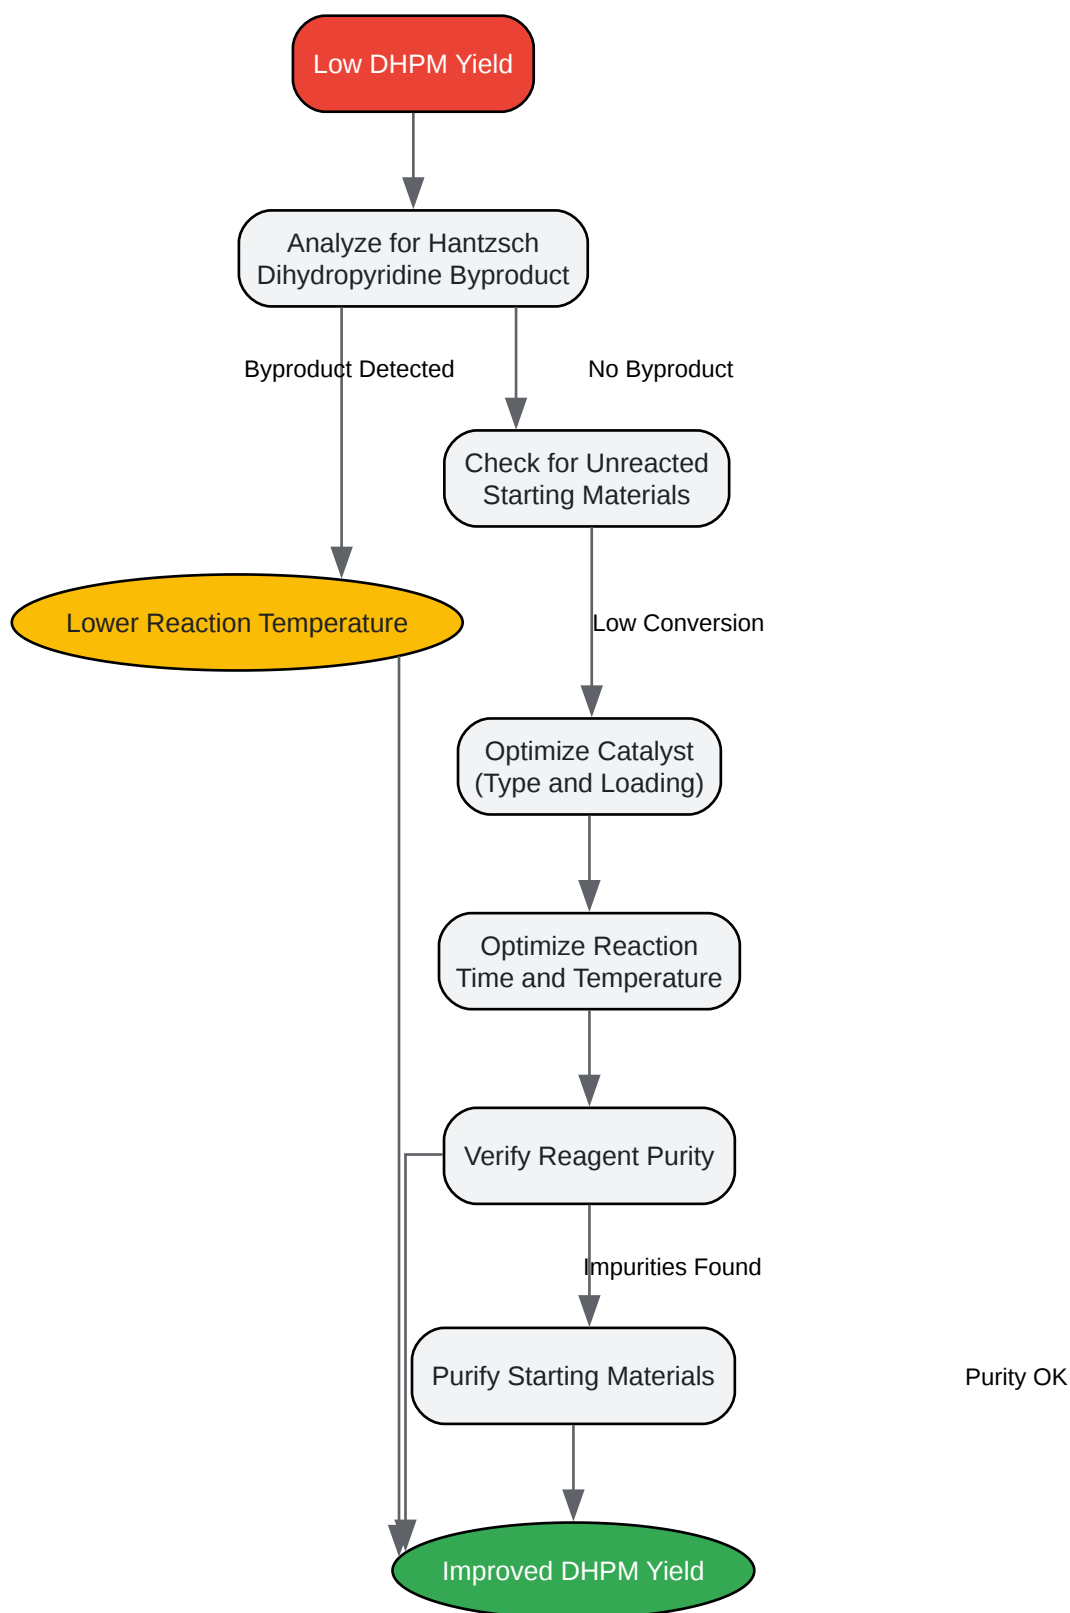 Low DHPM Yield
Analyze for Hantzsch
Dihydropyridine Byproduct
Byproduct Detected
No Byproduct
Check for Unreacted
Starting Materials
Lower Reaction Temperature
Low Conversion
Optimize Catalyst
(Type and Loading)
Optimize Reaction
Time and Temperature
Verify Reagent Purity
Impurities Found
Purify Starting Materials
Purity OK
Improved DHPM Yield